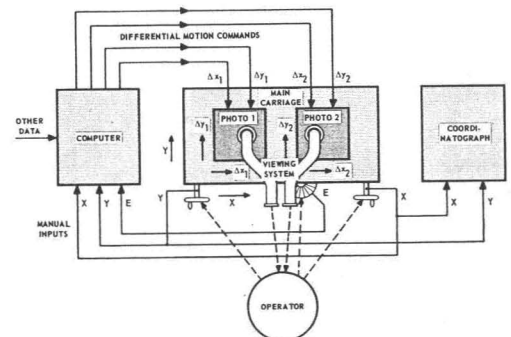 DIFFERENTIAL MOTION COMMANDS
Δx₁
Δy₁
Δx₂
Δy₂
MAIN
CARRIAGE
PHOTO 1
PHOTO 2
OTHER
DATA
COMPUTER
COORDI-
NATOGRAPH
Y
Δy₁
Δy₂
VIEWING
SYSTEM
Δx₁
Δx₂
X
E
MANUAL
INPUTS
X
Y
E
Y
X
X
Y
OPERATOR